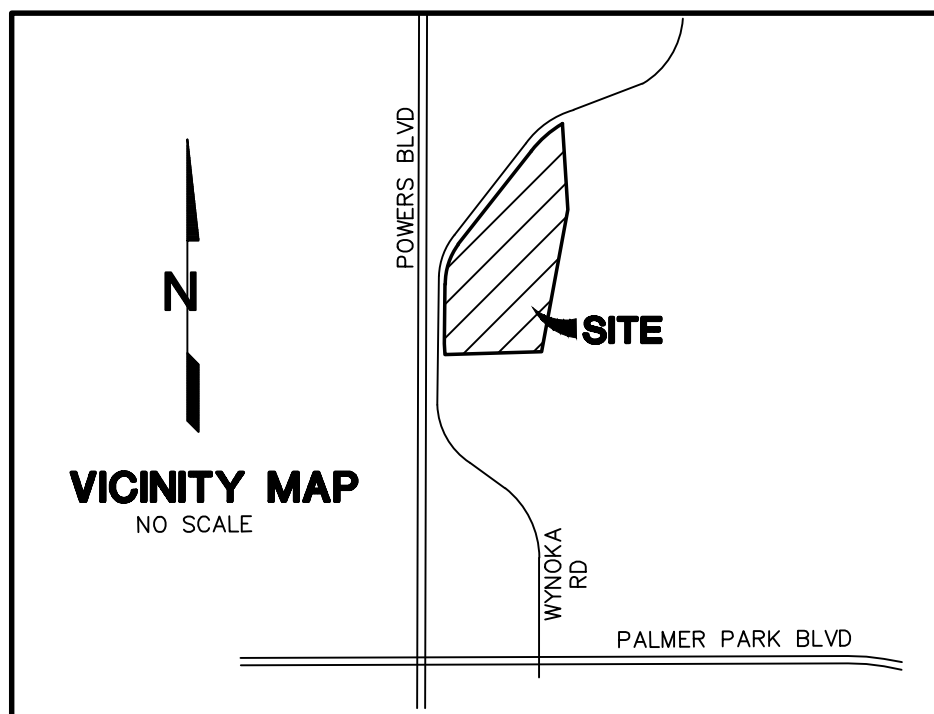 POWERS BLVD
N
SITE
VICINITY MAP
NO SCALE
WYNOKA
RD
PALMER PARK BLVD